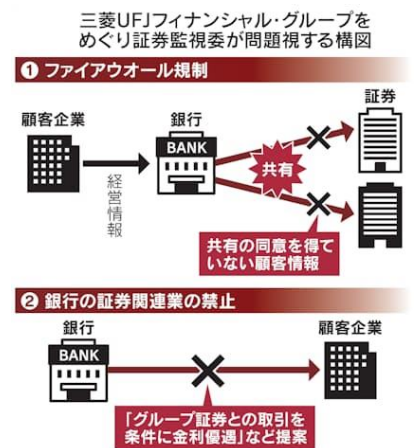 三菱UFJフィナンシャル・グループを
めぐり証券監視委が問題視する構図
❶ ファイアウオール規制
顧客企業
銀行
証券
BANK
経営情報
共有
共有の同意を得て
いない顧客情報
❷ 銀行の証券関連業の禁止
銀行
顧客企業
BANK
「グループ証券との取引を
条件に金利優遇」など提案